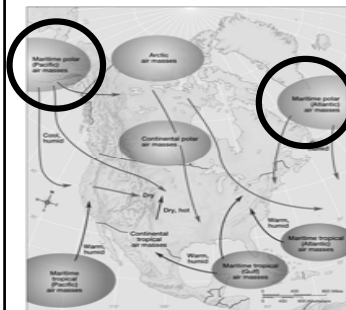 Maritime polar
(Pacific)
air masses
Arctic
air masses
Maritime polar
(Atlantic)
air masses
Cool,
humid
Continental polar
air masses
humid
Dry
Dry, hot
Continental
tropical
air masses
Warm,
humid
Warm,
humid
Warm,
humid
Maritime tropical
(Atlantic)
air masses
Maritime
tropical
(Pacific)
air masses
Maritime tropical
(Gulf)
air masses